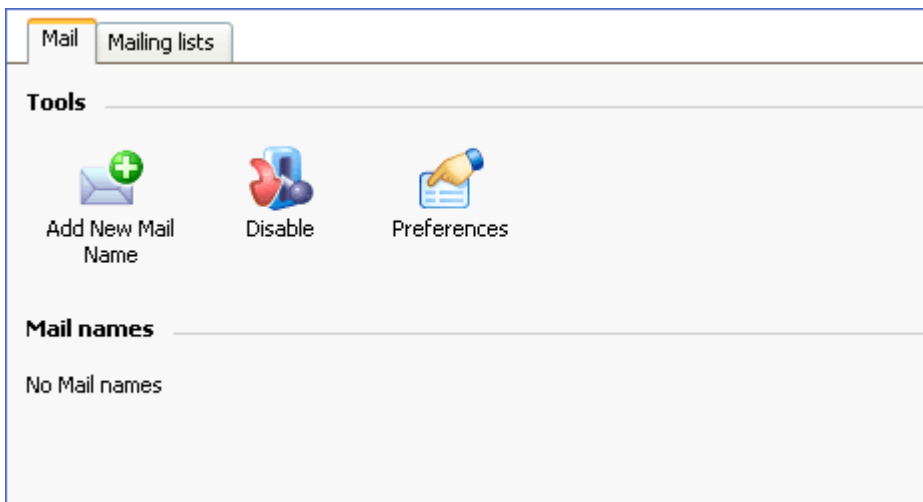 Mail Mailing lists
Tools
Add New Mail Disable Preferences
Name
Mail names
No Mail names